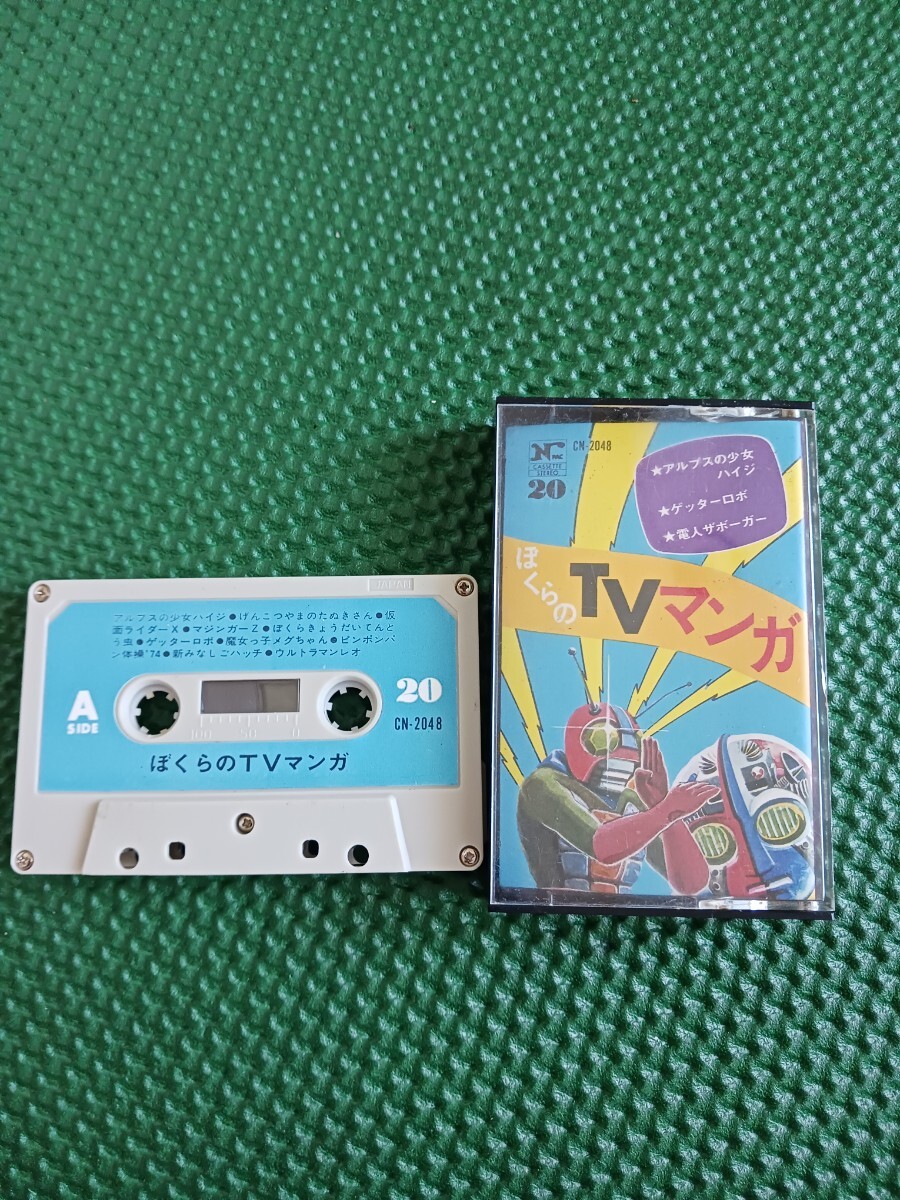 JAPAN
アルプスの少女ハイジ●げんこつやまのたぬきさん●仮
面ライダーX●マジンガーZ●ぼくらきょうだいてんと
う虫●ゲッターロボ●魔女っ子メグちゃん●ピンポンパ
ン体操'74●新みなしごハッチ●ウルトラマンレオ
A
SIDE
20
CN-2048
100 50 0
ぼくらのTVマンガ
CN-2048
CASSETTE
STEREO
20
★アルプスの少女
ハイジ
★ゲッターロボ
★電人ザボーガー
ぼくらの
TVマンガ